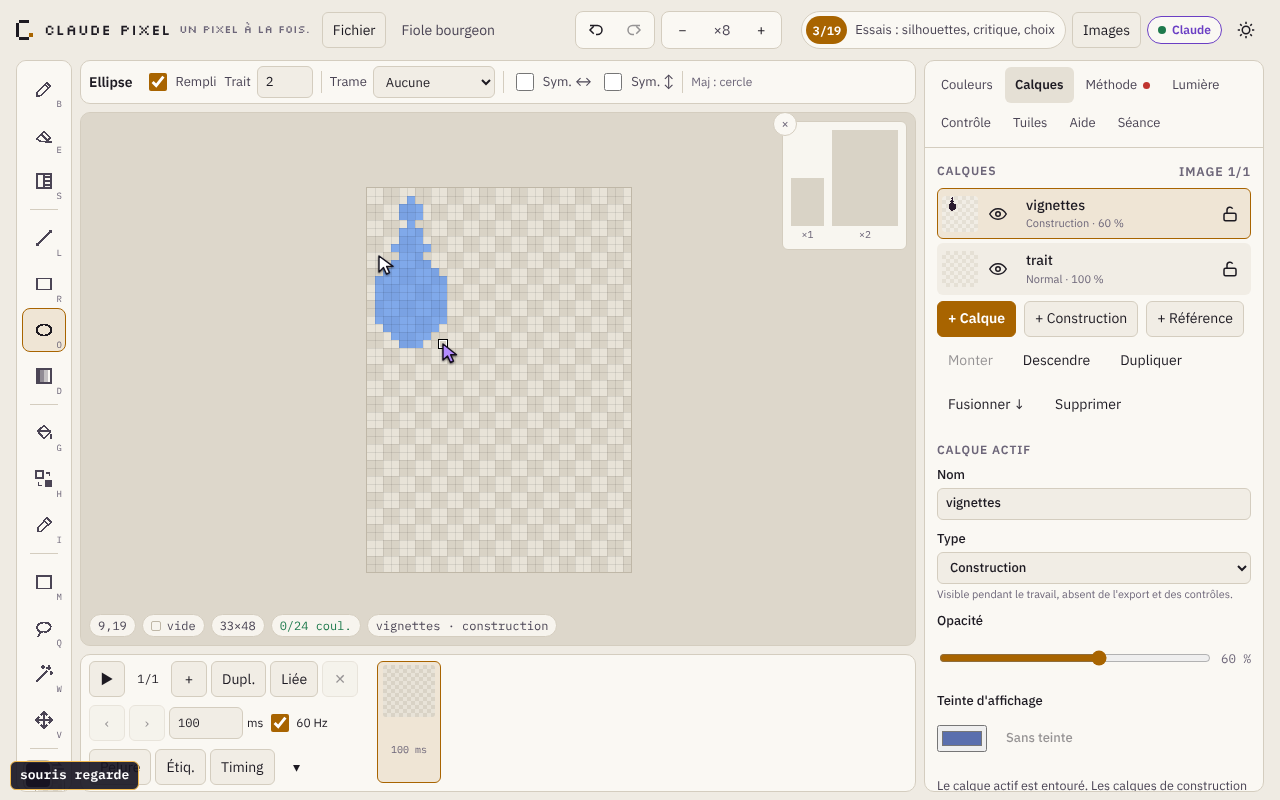 CLAUDE PIXEL UN PIXEL À LA FOIS. Fichier Fiole bourgeon − ×8 + 3/19 Essais : silhouettes, critique, choix Images Claude
Ellipse Rempli Trait 2 Trame Aucune Sym. ↔ Sym. ↕ Maj : cercle
B
E
S
L
R
O
D
G
H
I
M
Q
W
V
×
×1 ×2
9,19 vide 33×48 0/24 coul. vignettes · construction
▶ 1/1 + Dupl. Liée ×
‹ › 100 ms 60 Hz
Étiq. Timing ▼
100 ms
souris regarde
Couleurs Calques Méthode Lumière
Contrôle Tuiles Aide Séance
CALQUES IMAGE 1/1
vignettes
Construction · 60 %
trait
Normal · 100 %
+ Calque + Construction + Référence
Monter Descendre Dupliquer
Fusionner ↓ Supprimer
CALQUE ACTIF
Nom
vignettes
Type
Construction
Visible pendant le travail, absent de l'export et des contrôles.
Opacité
60 %
Teinte d'affichage
Sans teinte
Le calque actif est entouré. Les calques de construction